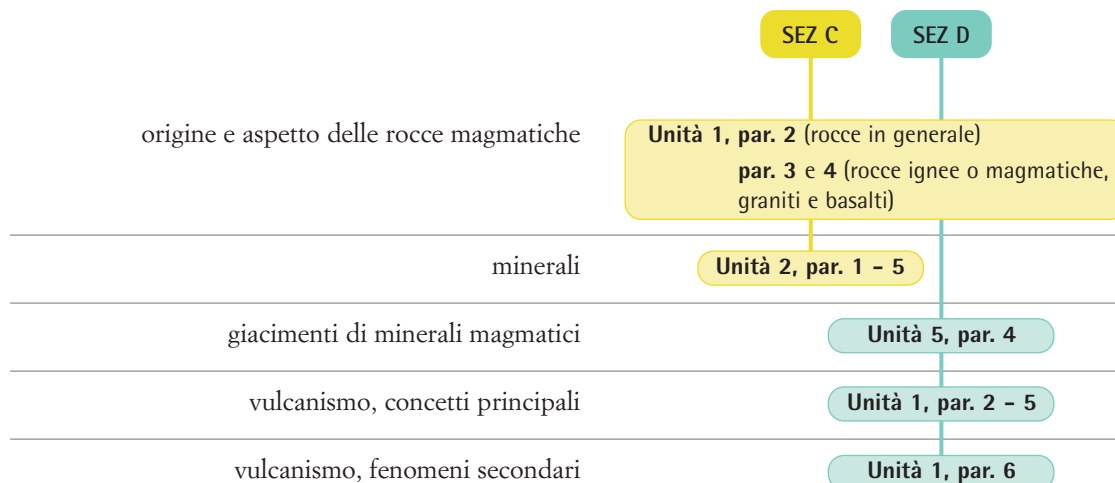 SEZ C
SEZ D
origine e aspetto delle rocce magmatiche
Unità 1, par. 2 (rocce in generale)
par. 3 e 4 (rocce ignee o magmatiche,
graniti e basalti)
minerali
Unità 2, par. 1 - 5
giacimenti di minerali magmatici
Unità 5, par. 4
vulcanismo, concetti principali
Unità 1, par. 2 - 5
vulcanismo, fenomeni secondari
Unità 1, par. 6